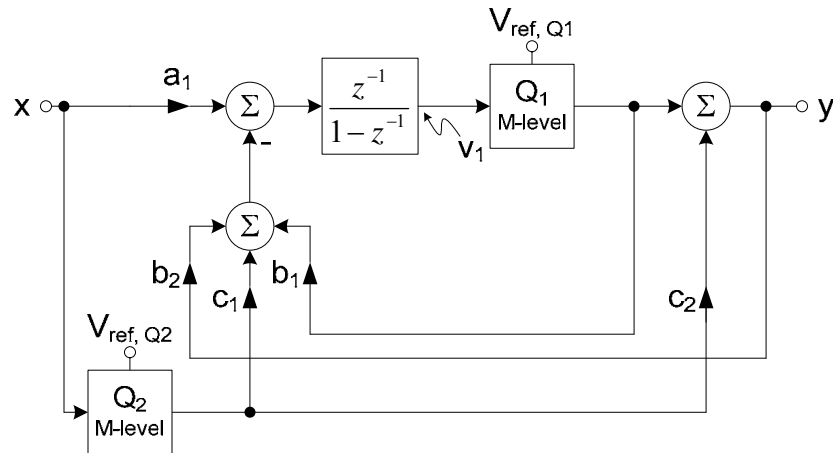 V_ref, Q1
a₁
x
Σ
z⁻¹
1 − z⁻¹
Q₁
M-level
Σ
y
-
v₁
Σ
b₂
c₁
b₁
c₂
V_ref, Q2
Q₂
M-level